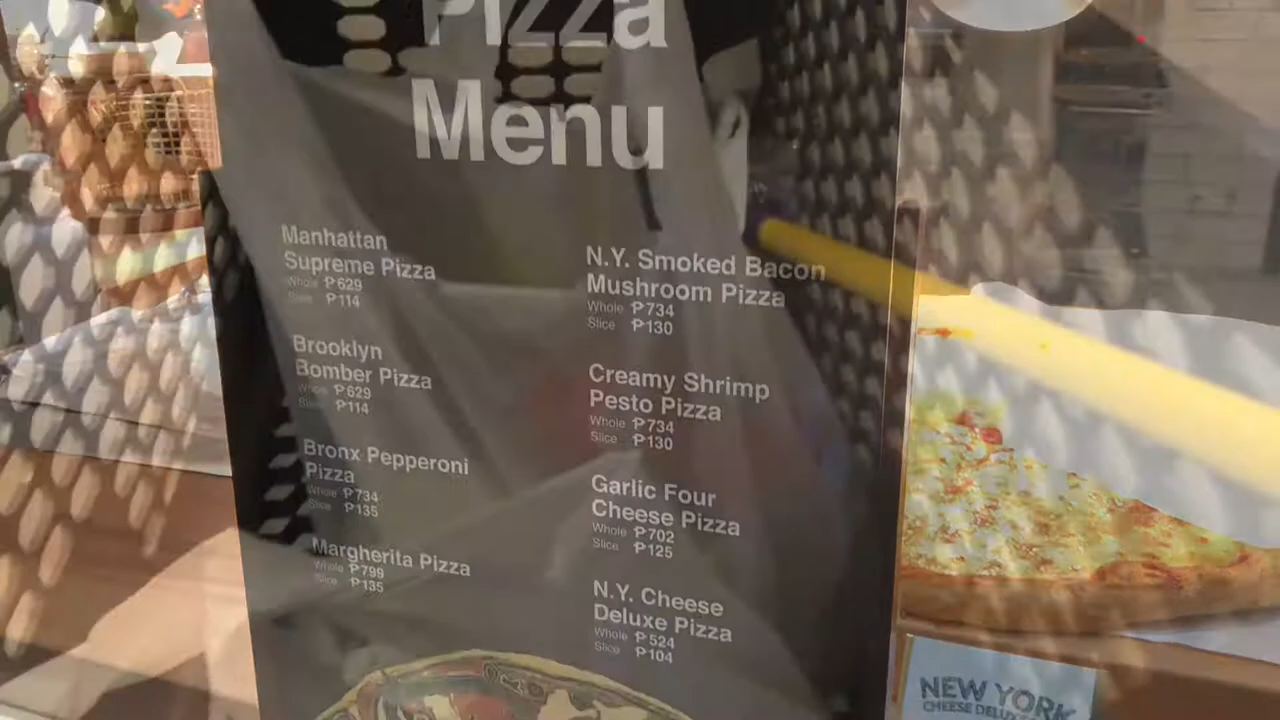 Pizza
Menu
Manhattan
Supreme Pizza
Whole ₱629
Slice ₱114
Brooklyn
Bomber Pizza
Whole ₱629
Slice ₱114
Bronx Pepperoni
Pizza
Whole ₱734
Slice ₱135
Margherita Pizza
Whole ₱799
Slice ₱135
N.Y. Smoked Bacon
Mushroom Pizza
Whole ₱734
Slice ₱130
Creamy Shrimp
Pesto Pizza
Whole ₱734
Slice ₱130
Garlic Four
Cheese Pizza
Whole ₱702
Slice ₱125
N.Y. Cheese
Deluxe Pizza
Whole ₱524
Slice ₱104
NEW YORK
CHEESE